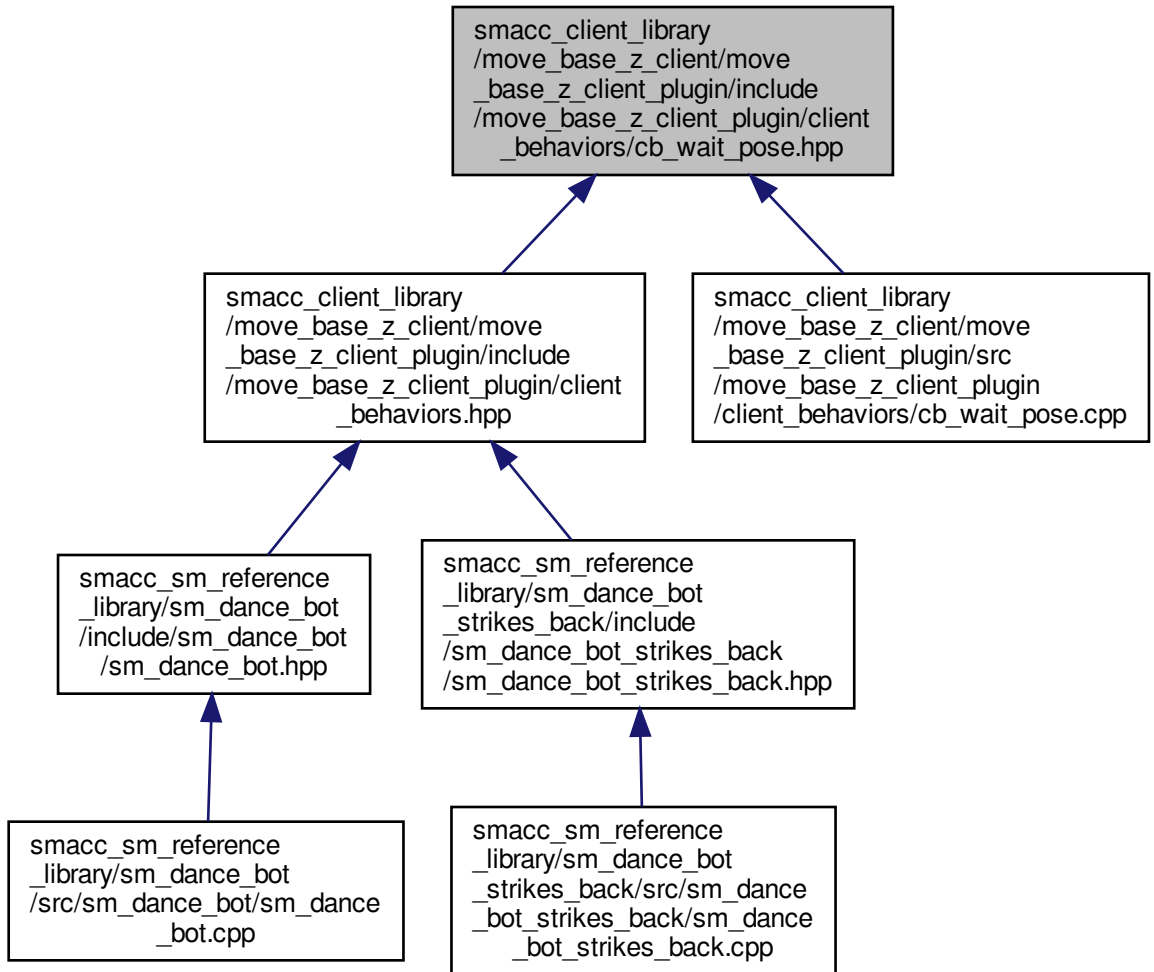 smacc_client_library
/move_base_z_client/move
_base_z_client_plugin/include
/move_base_z_client_plugin/client
_behaviors/cb_wait_pose.hpp
smacc_client_library
/move_base_z_client/move
_base_z_client_plugin/include
/move_base_z_client_plugin/client
_behaviors.hpp
smacc_client_library
/move_base_z_client/move
_base_z_client_plugin/src
/move_base_z_client_plugin
/client_behaviors/cb_wait_pose.cpp
smacc_sm_reference
_library/sm_dance_bot
/include/sm_dance_bot
/sm_dance_bot.hpp
smacc_sm_reference
_library/sm_dance_bot
_strikes_back/include
/sm_dance_bot_strikes_back
/sm_dance_bot_strikes_back.hpp
smacc_sm_reference
_library/sm_dance_bot
/src/sm_dance_bot/sm_dance
_bot.cpp
smacc_sm_reference
_library/sm_dance_bot
_strikes_back/src/sm_dance
_bot_strikes_back/sm_dance
_bot_strikes_back.cpp